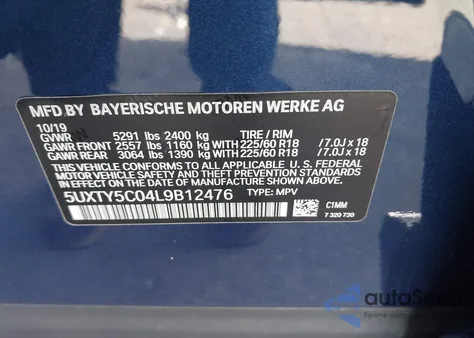 MFD. BY BAYERISCHE MOTOREN WERKE AG
10/19
GVWR 5291 lbs 2400 kg TIRE / RIM
GAWR FRONT 2557 lbs 1160 kg WITH 225/60 R18 /7.0J x 18
GAWR REAR 3064 lbs 1390 kg WITH 225/60 R18 /7.0J x 18
THIS VEHICLE CONFORMS TO ALL APPLICABLE U. S. FEDERAL
MOTOR VEHICLE SAFETY AND THEFT PREVENTION STANDARDS
IN EFFECT ON THE DATE OF MANUFACTURE SHOWN ABOVE.
5UXTY5C04L9B12476 TYPE: MPV
C1MM
7 320 730